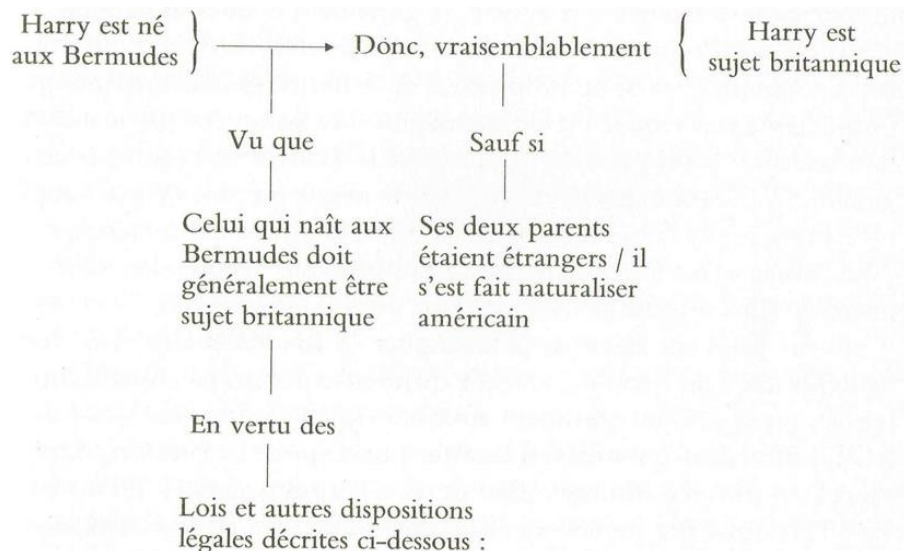 Harry est né
aux Bermudes
Donc, vraisemblablement
Harry est
sujet britannique
Vu que
Sauf si
Celui qui naît aux
Bermudes doit
généralement être
sujet britannique
Ses deux parents
étaient étrangers / il
s'est fait naturaliser
américain
En vertu des
Lois et autres dispositions
légales décrites ci-dessous :